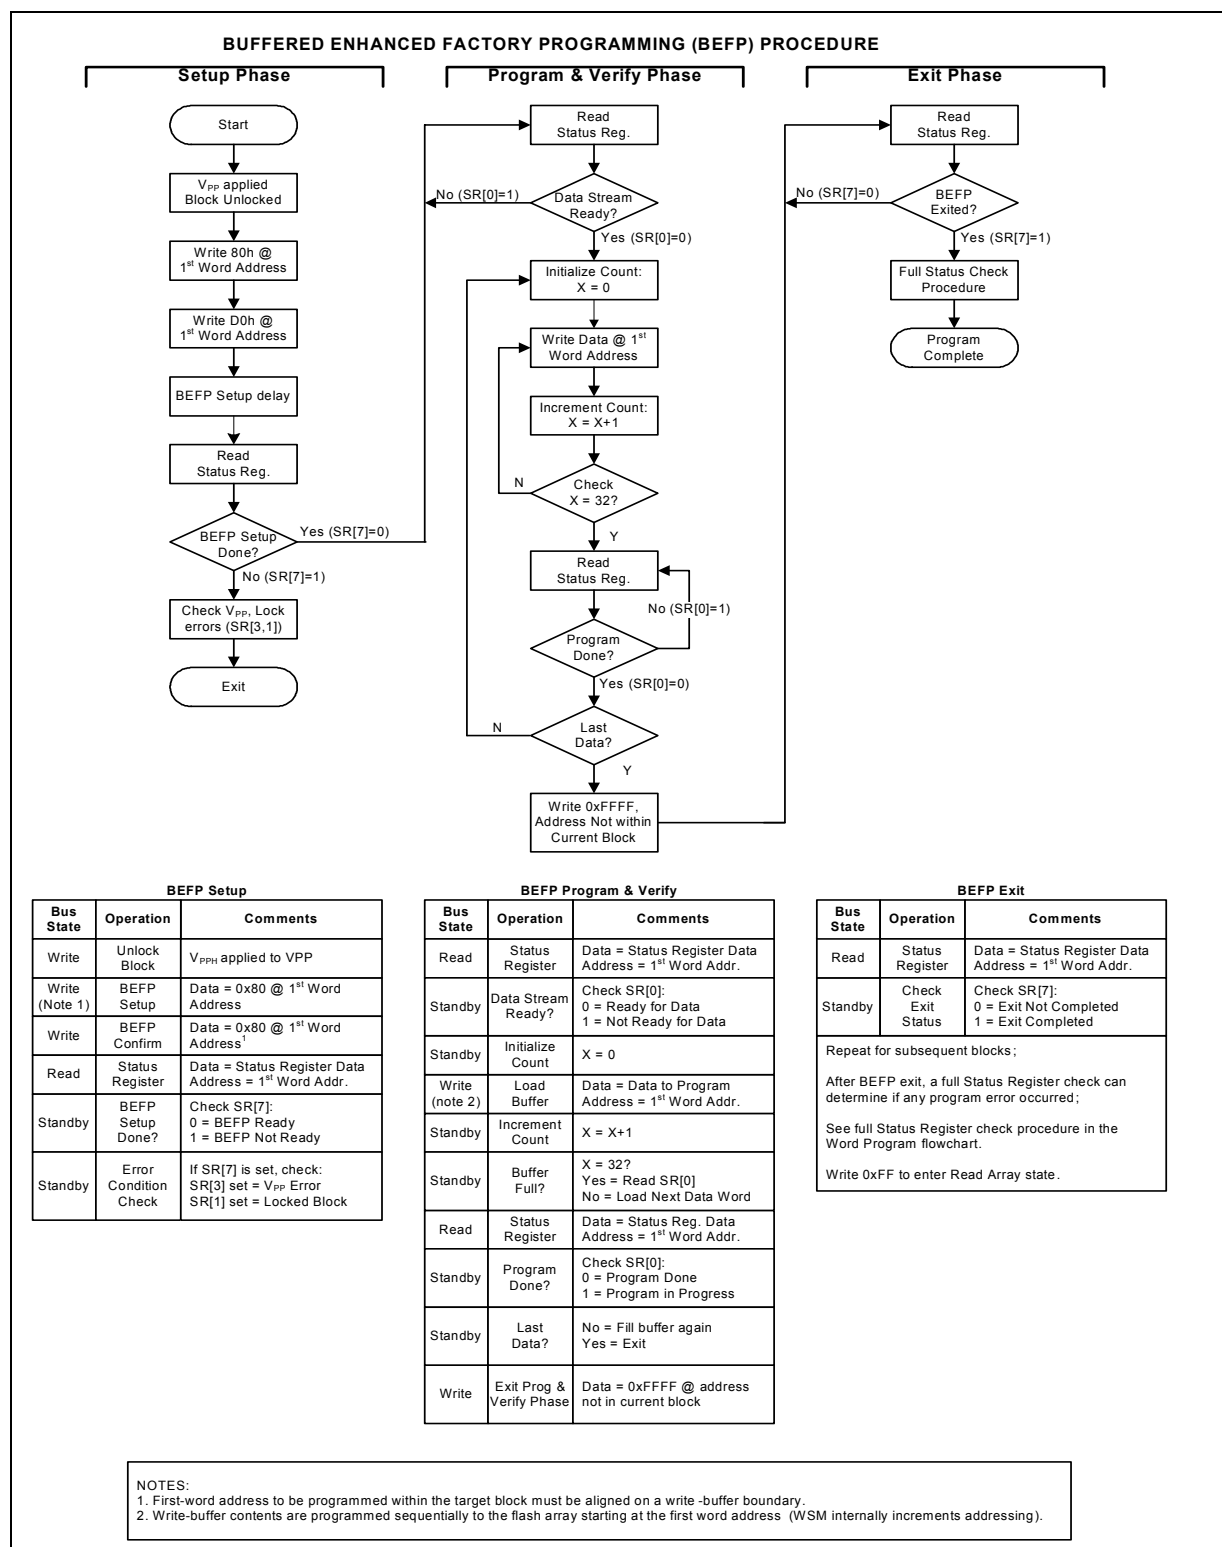 BUFFERED ENHANCED FACTORY PROGRAMMING (BEFP) PROCEDURE
Setup Phase
Start
VPP applied
Block Unlocked
Write 80h @
1st Word Address
Write D0h @
1st Word Address
BEFP Setup delay
Read
Status Reg.
BEFP Setup
Done?
Yes (SR[7]=0)
No (SR[7]=1)
Check VPP, Lock
errors (SR[3,1])
Exit
Program & Verify Phase
Read
Status Reg.
No (SR[0]=1)
Data Stream
Ready?
Yes (SR[0]=0)
Initialize Count:
X = 0
Write Data @ 1st
Word Address
Increment Count:
X = X+1
N
Check
X = 32?
Y
Read
Status Reg.
No (SR[0]=1)
Program
Done?
Yes (SR[0]=0)
N
Last
Data?
Y
Write 0xFFFF,
Address Not within
Current Block
Exit Phase
Read
Status Reg.
No (SR[7]=0)
BEFP
Exited?
Yes (SR[7]=1)
Full Status Check
Procedure
Program
Complete
BEFP Setup
Bus
State
Operation
Comments
Write
Unlock
Block
VPPH applied to VPP
Write
(Note 1)
BEFP
Setup
Data = 0x80 @ 1st Word
Address
Write
BEFP
Confirm
Data = 0x80 @ 1st Word
Address1
Read
Status
Register
Data = Status Register Data
Address = 1st Word Addr.
Standby
BEFP
Setup
Done?
Check SR[7]:
0 = BEFP Ready
1 = BEFP Not Ready
Standby
Error
Condition
Check
If SR[7] is set, check:
SR[3] set = VPP Error
SR[1] set = Locked Block
BEFP Program & Verify
Bus
State
Operation
Comments
Read
Status
Register
Data = Status Register Data
Address = 1st Word Addr.
Standby
Data Stream
Ready?
Check SR[0]:
0 = Ready for Data
1 = Not Ready for Data
Standby
Initialize
Count
X = 0
Write
(note 2)
Load
Buffer
Data = Data to Program
Address = 1st Word Addr.
Standby
Increment
Count
X = X+1
Standby
Buffer
Full?
X = 32?
Yes = Read SR[0]
No = Load Next Data Word
Read
Status
Register
Data = Status Reg. Data
Address = 1st Word Addr.
Standby
Program
Done?
Check SR[0]:
0 = Program Done
1 = Program in Progress
Standby
Last
Data?
No = Fill buffer again
Yes = Exit
Write
Exit Prog &
Verify Phase
Data = 0xFFFF @ address
not in current block
BEFP Exit
Bus
State
Operation
Comments
Read
Status
Register
Data = Status Register Data
Address = 1st Word Addr.
Standby
Check
Exit
Status
Check SR[7]:
0 = Exit Not Completed
1 = Exit Completed
Repeat for subsequent blocks;
After BEFP exit, a full Status Register check can
determine if any program error occurred;
See full Status Register check procedure in the
Word Program flowchart.
Write 0xFF to enter Read Array state.
NOTES:
1. First-word address to be programmed within the target block must be aligned on a write -buffer boundary.
2. Write-buffer contents are programmed sequentially to the flash array starting at the first word address (WSM internally increments addressing).